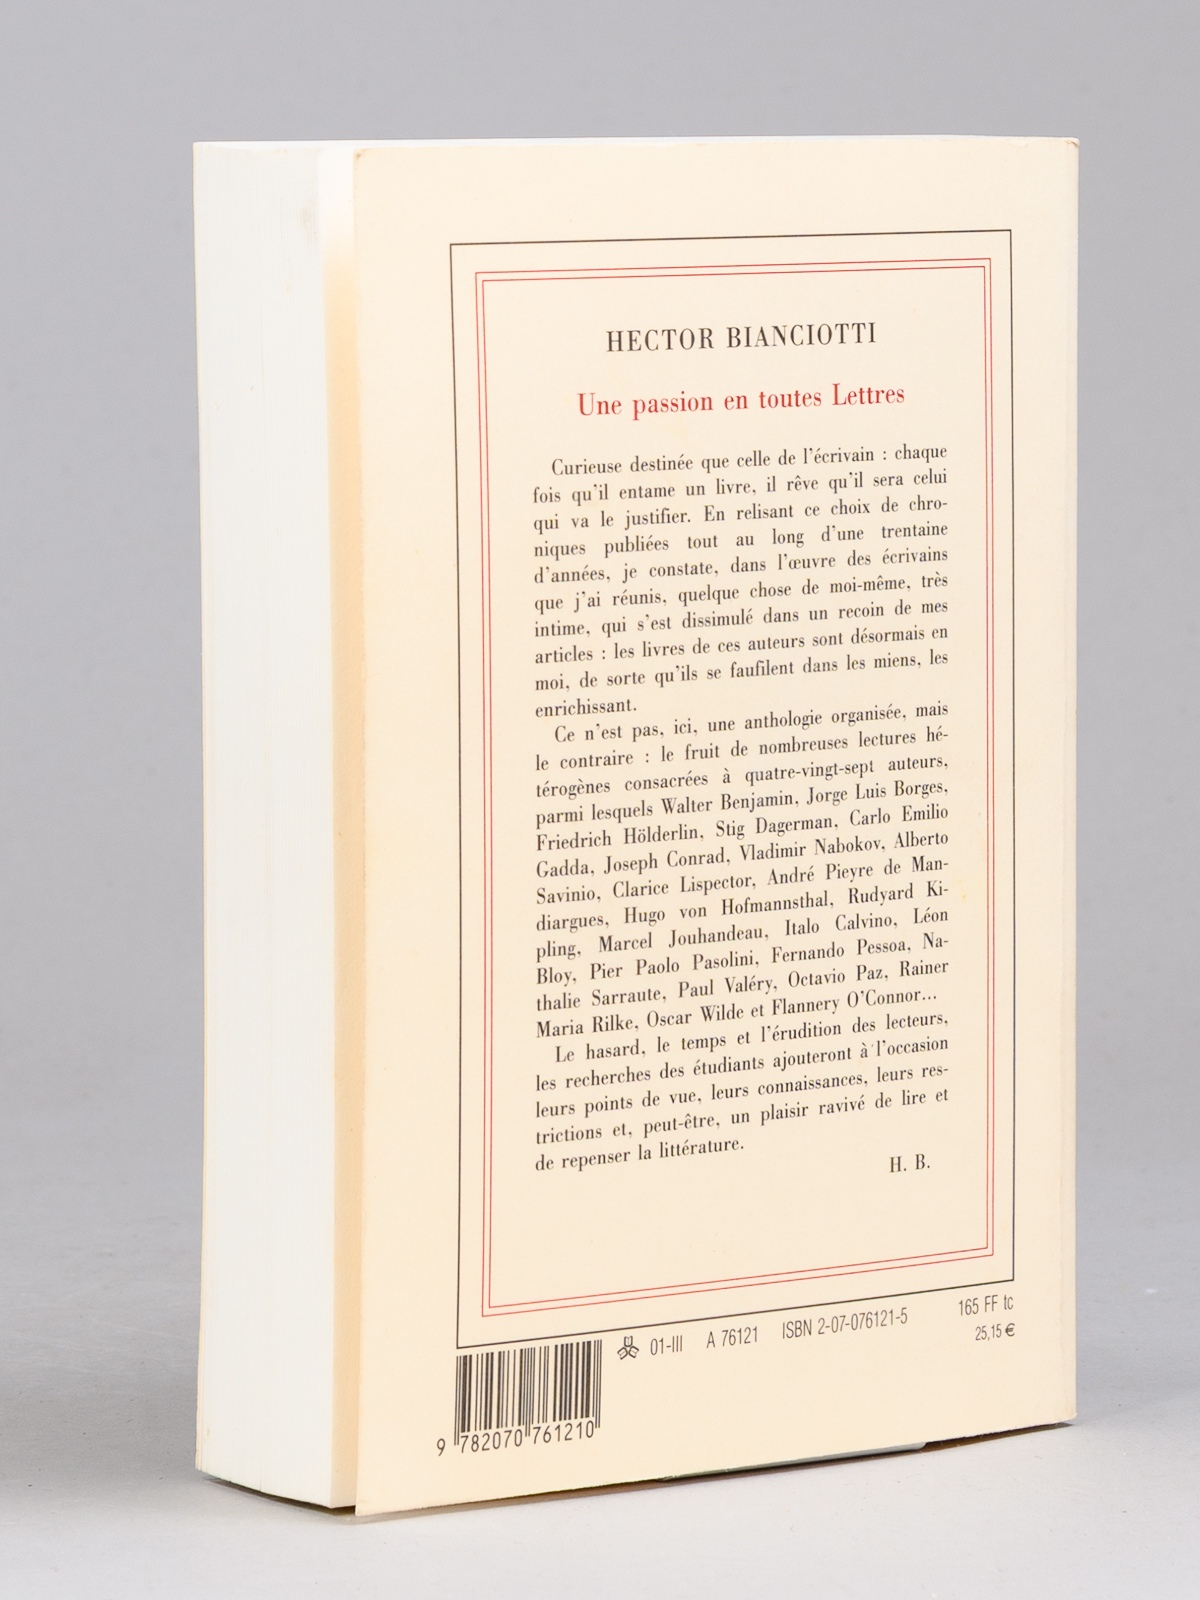 HECTOR BIANCIOTTI
Une passion en toutes Lettres
Curieuse destinée que celle de l'écrivain : chaque
fois qu'il entame un livre, il rêve qu'il sera celui
qui va le justifier. En relisant ce choix de chro-
niques publiées tout au long d'une trentaine
d'années, je constate, dans l'œuvre des écrivains
que j'ai réunis, quelque chose de moi-même, très
intime, qui s'est dissimulé dans un recoin de mes
articles : les livres de ces auteurs sont désormais en
moi, de sorte qu'ils se faufilent dans les miens, les
enrichissant.
Ce n'est pas, ici, une anthologie organisée, mais
le contraire : le fruit de nombreuses lectures hé-
térogènes consacrées à quatre-vingt-sept auteurs,
parmi lesquels Walter Benjamin, Jorge Luis Borges,
Friedrich Hölderlin, Stig Dagerman, Carlo Emilio
Gadda, Joseph Conrad, Vladimir Nabokov, Alberto
Savinio, Clarice Lispector, André Pieyre de Man-
diargues, Hugo von Hofmannsthal, Rudyard Ki-
pling, Marcel Jouhandeau, Italo Calvino, Léon
Bloy, Pier Paolo Pasolini, Fernando Pessoa, Na-
thalie Sarraute, Paul Valéry, Octavio Paz, Rainer
Maria Rilke, Oscar Wilde et Flannery O'Connor...
Le hasard, le temps et l'érudition des lecteurs,
les recherches des étudiants ajouteront à l'occasion
leurs points de vue, leurs connaissances, leurs res-
trictions et, peut-être, un plaisir ravivé de lire et
de repenser la littérature.
H. B.
01-III A 76121 ISBN 2-07-076121-5 165 FF tc
25,15 €
9 782070 761210